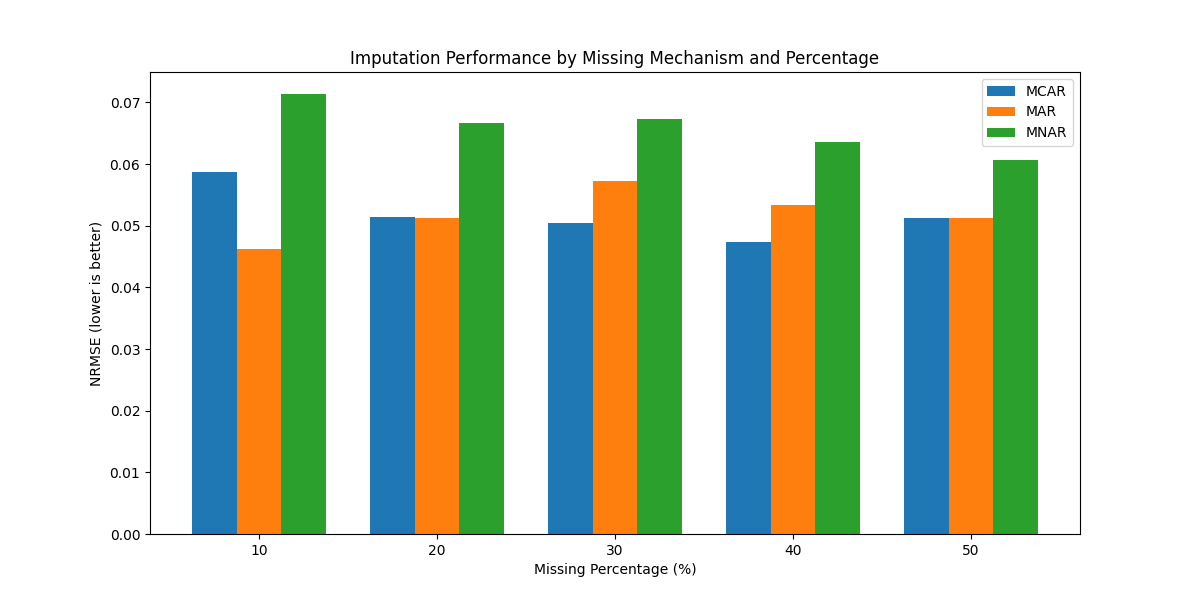 Imputation Performance by Missing Mechanism and Percentage
MCAR
MAR
MNAR
NRMSE (lower is better)
0.07
0.06
0.05
0.04
0.03
0.02
0.01
0.00
10 20 30 40 50
Missing Percentage (%)